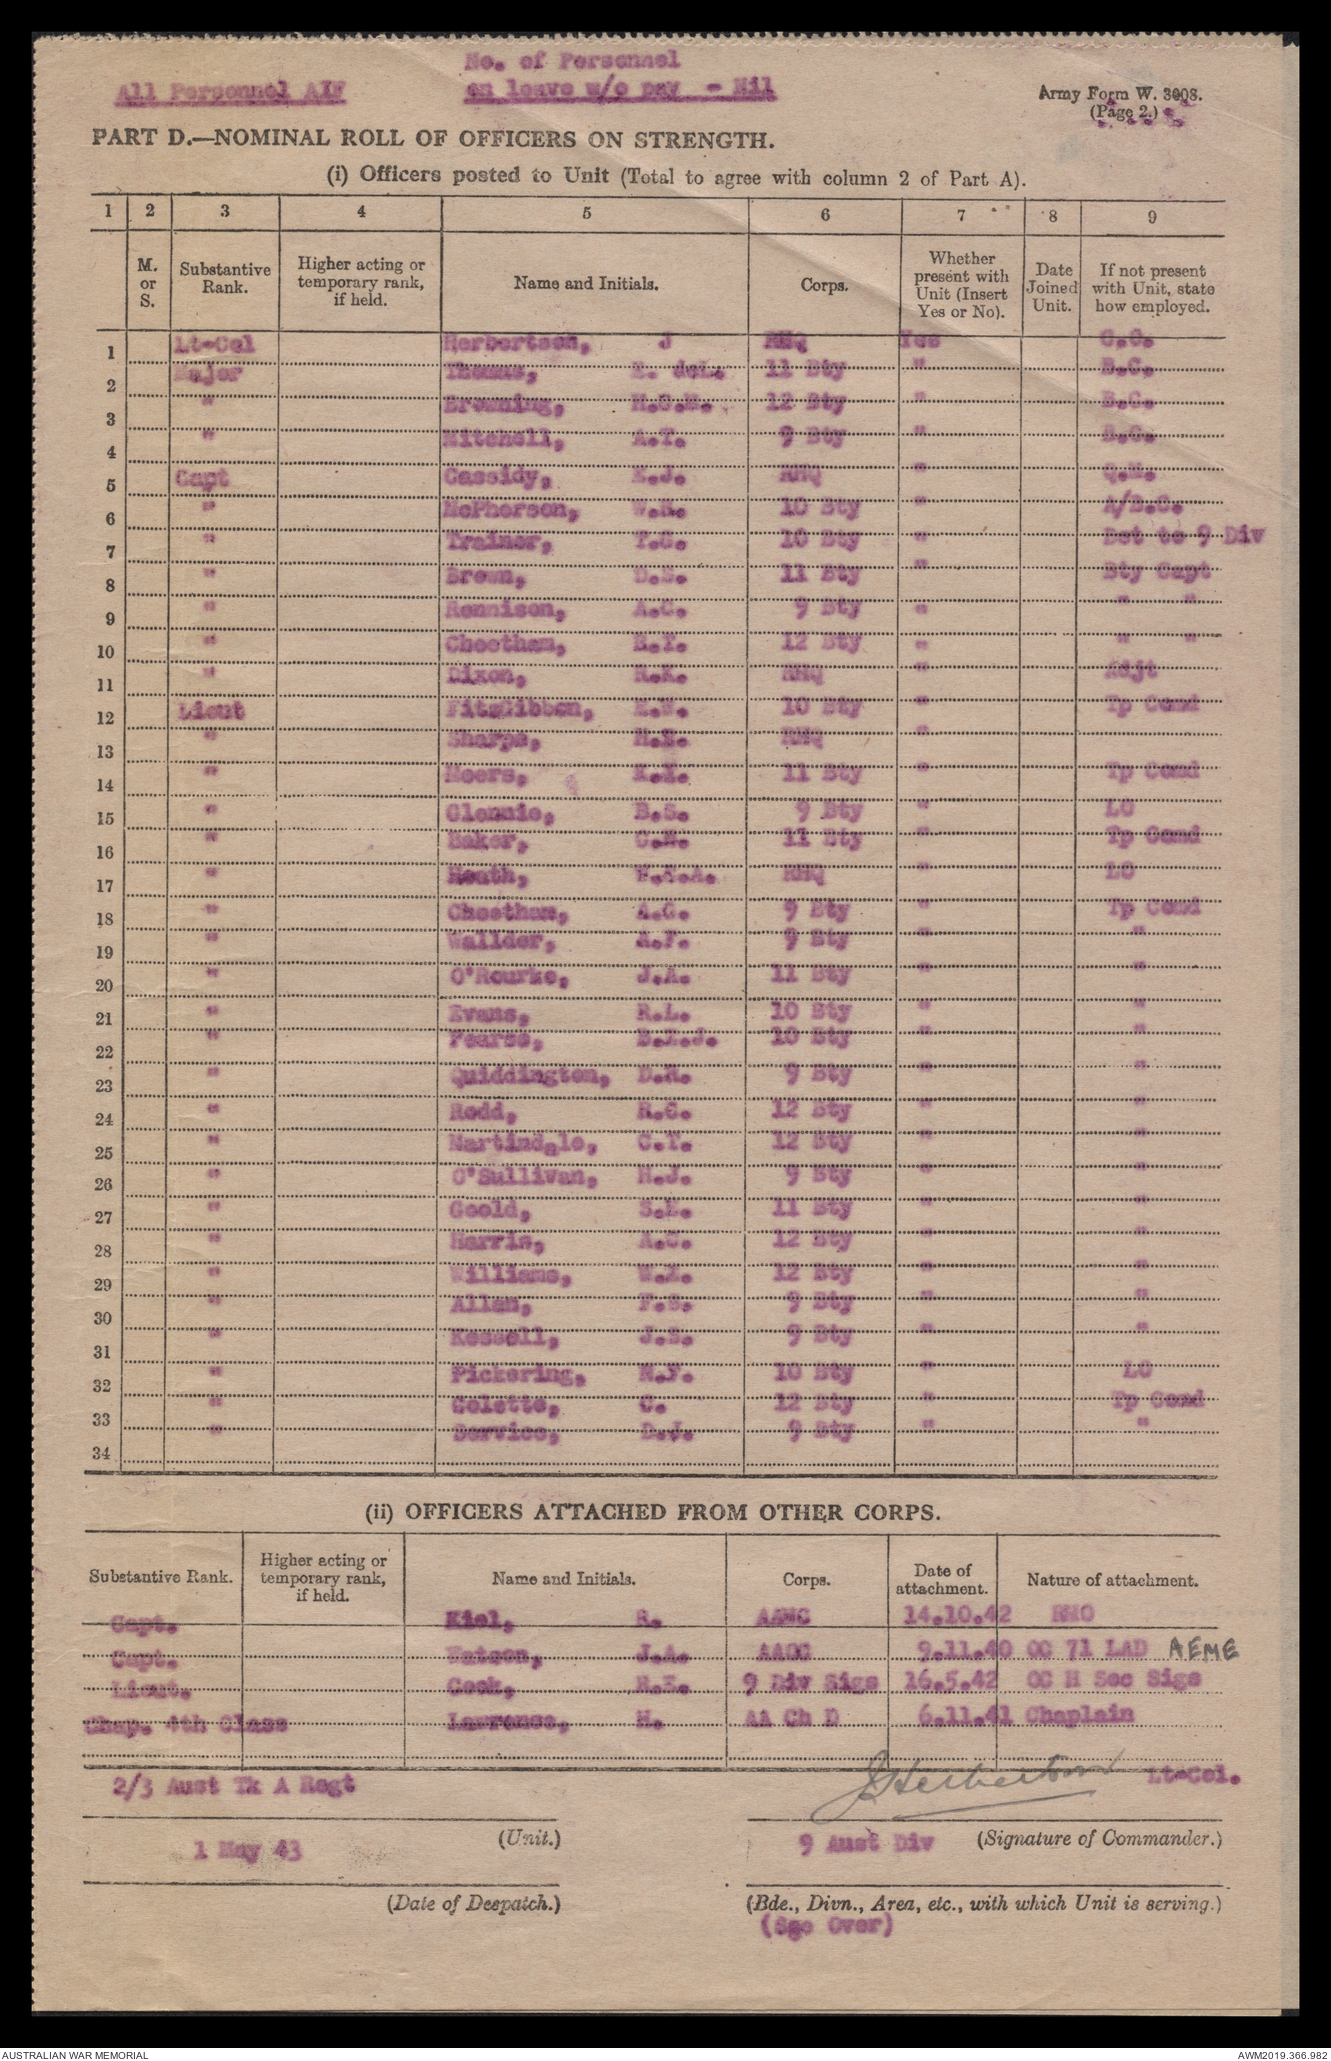 All Personnel AIF
No. of Personnel
on leave w/o pay - Nil
Army Form W. 3008.
(Page 2.)
PART D.—NOMINAL ROLL OF OFFICERS ON STRENGTH.
(i) Officers posted to Unit (Total to agree with column 2 of Part A).
1 2 3 4 5 6 7 8 9
M. or S. Substantive Rank. Higher acting or temporary rank, if held. Name and Initials. Corps. Whether present with Unit (Insert Yes or No). Date Joined Unit. If not present with Unit, state how employed.
1 Lt-Col Herbertson, J RHQ Yes C.O.
2 Major Thomas, deL. 11 Bty " B.C.
3 " Browning, 12 Bty " B.C.
4 " Mitchell, A.T. 9 Bty " B.C.
5 Capt Cassidy, RHQ " Q.M.
6 " McPherson, 10 Bty " A/B.C.
7 " Trainor, T.G. 10 Bty " Det to 9 Div
8 " Brown, D.S. 11 Bty " Bty Capt
9 " Rennison, A.C. 9 Bty " " "
10 " Cheetham, 12 Bty " " "
11 " Dixon, R.K. RHQ " Adjt
12 Lieut FitzGibbon, 10 Bty " Tp Comd
13 " Sharpe, RHQ "
14 " Moors, 11 Bty " Tp Comd
15 " Glennie, B.S. 9 Bty " LO
16 " Baker, 11 Bty " Tp Comd
17 " Heath, RHQ " LO
18 " Cheetham, A.G. 9 Bty " Tp Comd
19 " Wallder, A.F. 9 Bty " "
20 " O'Rourke, J.A. 11 Bty " "
21 " Evans, R.L. 10 Bty " "
22 " Pearse, 10 Bty " "
23 " Quiddington, 9 Bty " "
24 " Rodd, R.C. 12 Bty " "
25 " Martindale, C.T. 12 Bty " "
26 " O'Sullivan, H.J. 9 Bty " "
27 " Goold, 11 Bty " "
28 " Harris, 12 Bty " "
29 " Williams, 12 Bty " "
30 " Allan, F.S. 9 Bty " "
31 " Kessell, J.S. 9 Bty " "
32 " Pickering, N.F. 10 Bty " LO
33 " Colette, C. 12 Bty " Tp Comd
34 " Service, D.J. 9 Bty " "
(ii) OFFICERS ATTACHED FROM OTHER CORPS.
Substantive Rank. Higher acting or temporary rank, if held. Name and Initials. Corps. Date of attachment. Nature of attachment.
Capt. Kiel, AAMC 14.10.42 RMO
Capt. Watson, J.A. AAOC 9.11.40 OC 71 LAD AEME
Lieut. Cook, 9 Div Sigs 16.5.42 OC H Sec Sigs
Chap. 4th Class Lawrence, H. AA Ch D 6.11.41 Chaplain
2/3 Aust Tk A Regt
J Herbertson Lt-Col.
(Unit.)
(Signature of Commander.)
1 May 43
9 Aust Div
(Date of Despatch.)
(Bde., Divn., Area, etc., with which Unit is serving.)
(See Over)
AUSTRALIAN WAR MEMORIAL
AWM2019.366.982